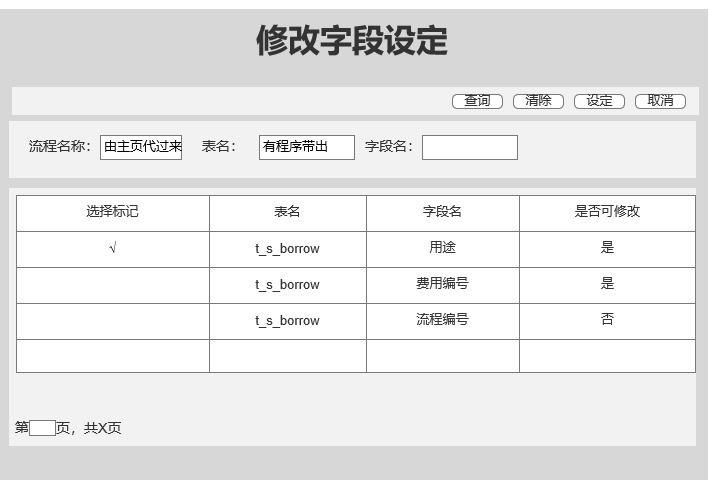 修改字段设定
查询 清除 设定 取消
流程名称： 由主页代过来 表名： 有程序带出 字段名：
选择标记 表名 字段名 是否可修改
√ t_s_borrow 用途 是
t_s_borrow 费用编号 是
t_s_borrow 流程编号 否
第 页，共X页